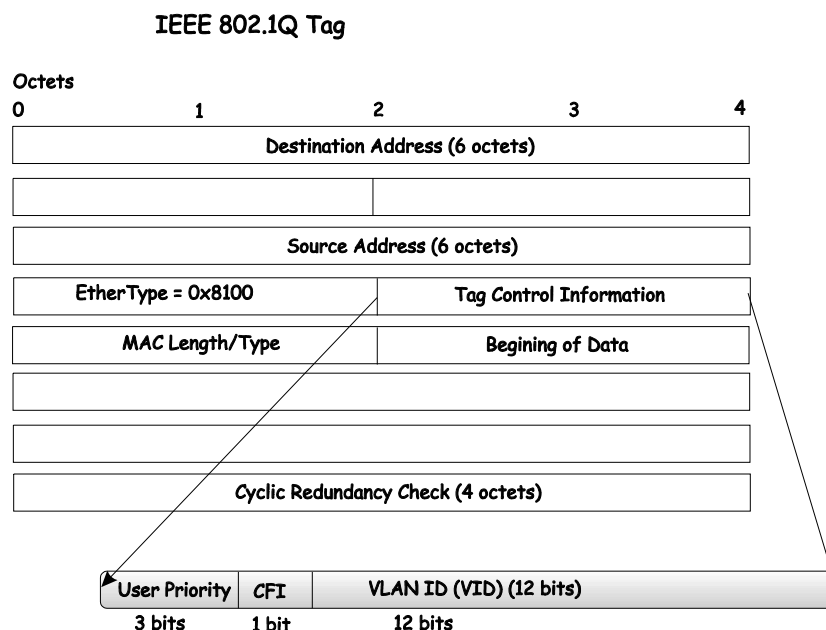 IEEE 802.1Q Tag
Octets
0 1 2 3 4
Destination Address (6 octets)
Source Address (6 octets)
EtherType = 0x8100 Tag Control Information
MAC Length/Type Begining of Data
Cyclic Redundancy Check (4 octets)
User Priority CFI VLAN ID (VID) (12 bits)
3 bits 1 bit 12 bits